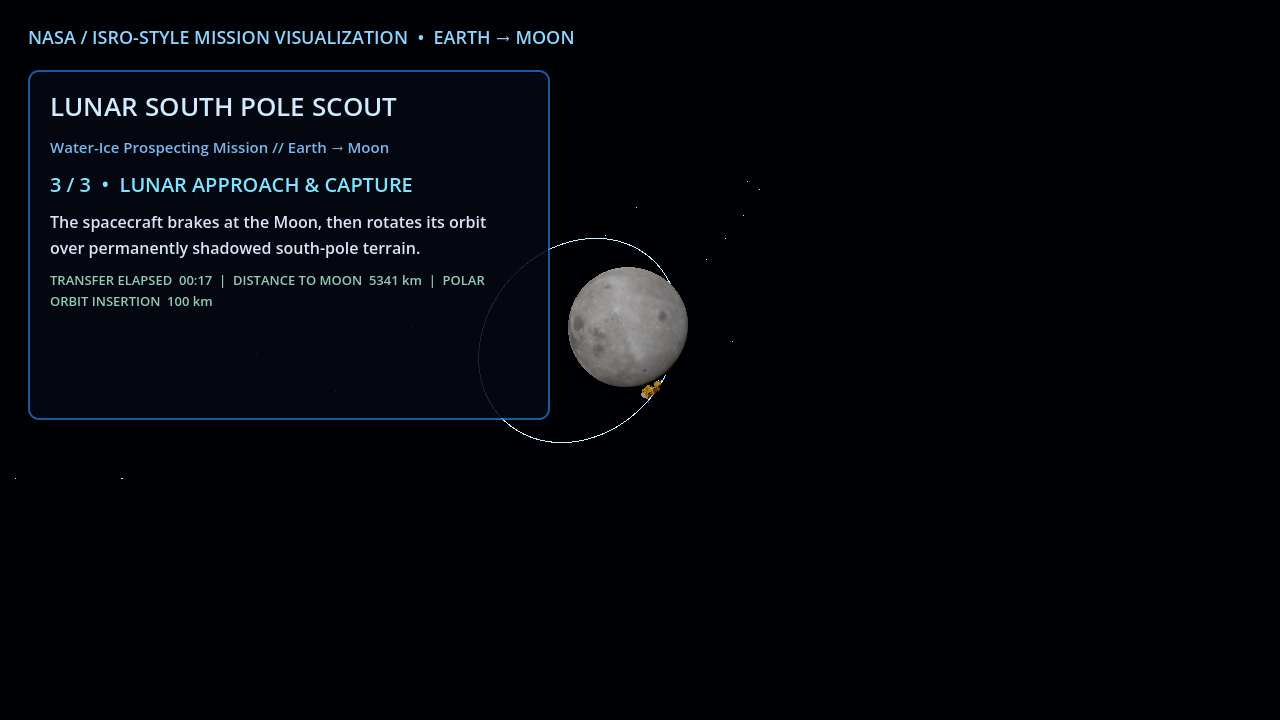 NASA / ISRO-STYLE MISSION VISUALIZATION • EARTH → MOON
LUNAR SOUTH POLE SCOUT
Water-Ice Prospecting Mission // Earth → Moon
3 / 3 • LUNAR APPROACH & CAPTURE
The spacecraft brakes at the Moon, then rotates its orbit
over permanently shadowed south-pole terrain.
TRANSFER ELAPSED 00:17 | DISTANCE TO MOON 5341 km | POLAR
ORBIT INSERTION 100 km